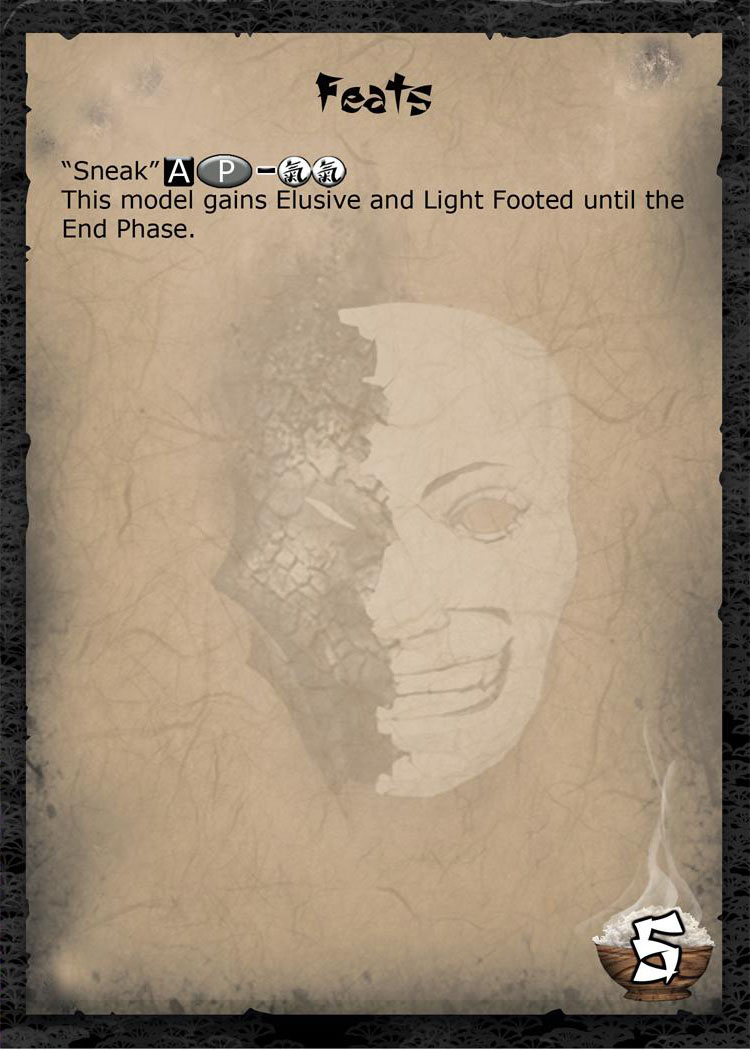 Feats
“Sneak” A P - 氣 氣
This model gains Elusive and Light Footed until the
End Phase.
5